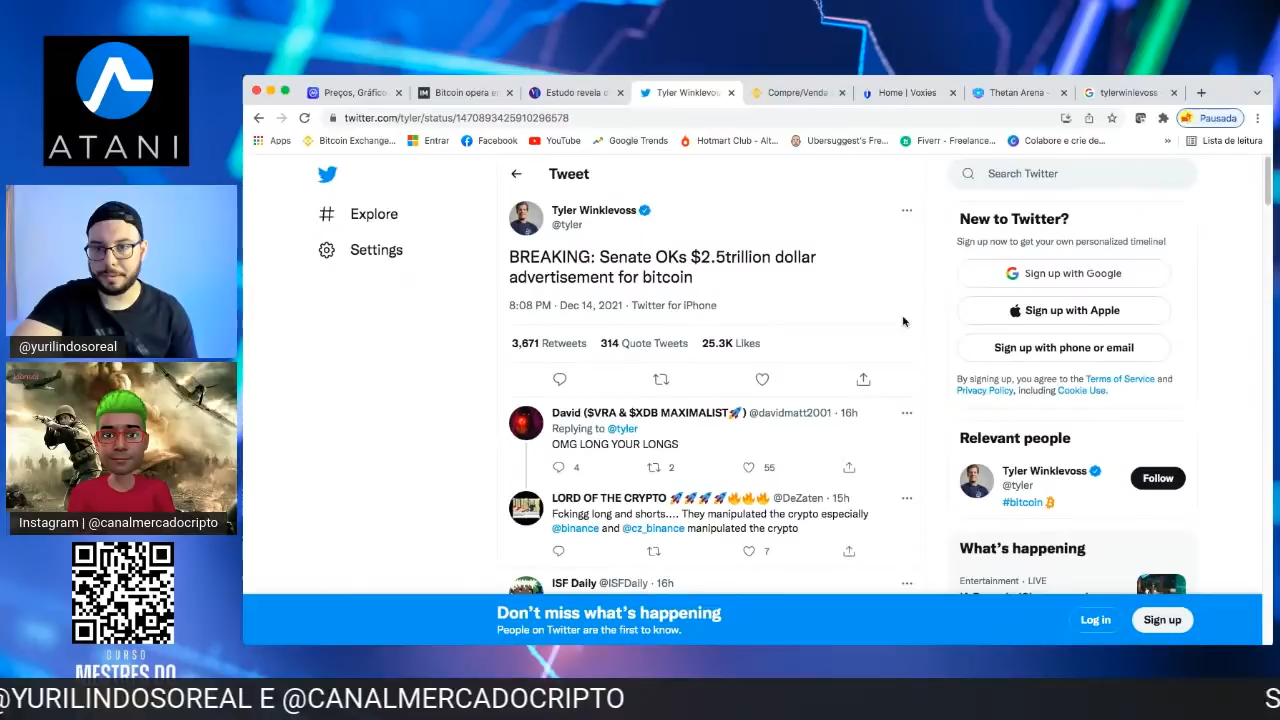 ATANI
@yurilindosoreal
Instagram | @canalmercadocripto
CURSO
MESTRES DO
Preços, Gráfico
Bitcoin opera e
Estudo revela
Tyler Winklevo
Compre/Venda
Home | Voxies
Thetan Arena -
tylerwinlevoss
twitter.com/tyler/status/1470893425910296578
Pausada
Apps
Bitcoin Exchange...
Entrar
Facebook
YouTube
Google Trends
Hotmart Club - Alt...
Ubersuggest's Fre...
Fiverr - Freelance...
Colabore e crie de...
»
Lista de leitura
Explore
Settings
Tweet
Tyler Winklevoss
@tyler
BREAKING: Senate OKs $2.5trillion dollar
advertisement for bitcoin
8:08 PM · Dec 14, 2021 · Twitter for iPhone
3,671 Retweets 314 Quote Tweets 25.3K Likes
David ($VRA & $XDB MAXIMALIST🚀) @davidmatt2001 · 16h
Replying to @tyler
OMG LONG YOUR LONGS
4 2 55
LORD OF THE CRYPTO 🚀🚀🚀🚀🔥🔥🔥 @DeZaten · 15h
Fckingg long and shorts.... They manipulated the crypto especially
@binance and @cz_binance manipulated the crypto
7
ISF Daily @ISFDaily · 16h
Search Twitter
New to Twitter?
Sign up now to get your own personalized timeline!
Sign up with Google
Sign up with Apple
Sign up with phone or email
By signing up, you agree to the Terms of Service and
Privacy Policy, including Cookie Use.
Relevant people
Tyler Winklevoss
@tyler
Follow
#bitcoin
What's happening
Entertainment · LIVE
Don't miss what's happening
People on Twitter are the first to know.
Log in
Sign up
@YURILINDOSOREAL E @CANALMERCADOCRIPTO
S